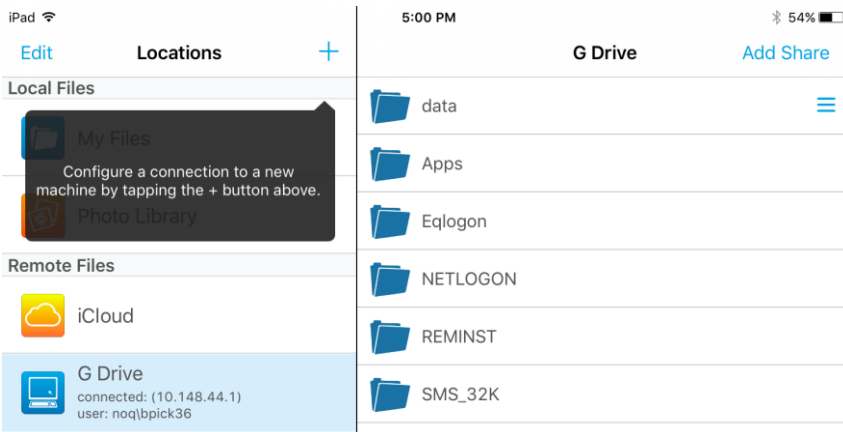 iPad
5:00 PM
54%
Edit
Locations
+
G Drive
Add Share
Local Files
My Files
Configure a connection to a new
machine by tapping the + button above.
Photo Library
Remote Files
iCloud
G Drive
connected: (10.148.44.1)
user: noq\bpick36
data
Apps
Eqlogon
NETLOGON
REMINST
SMS_32K